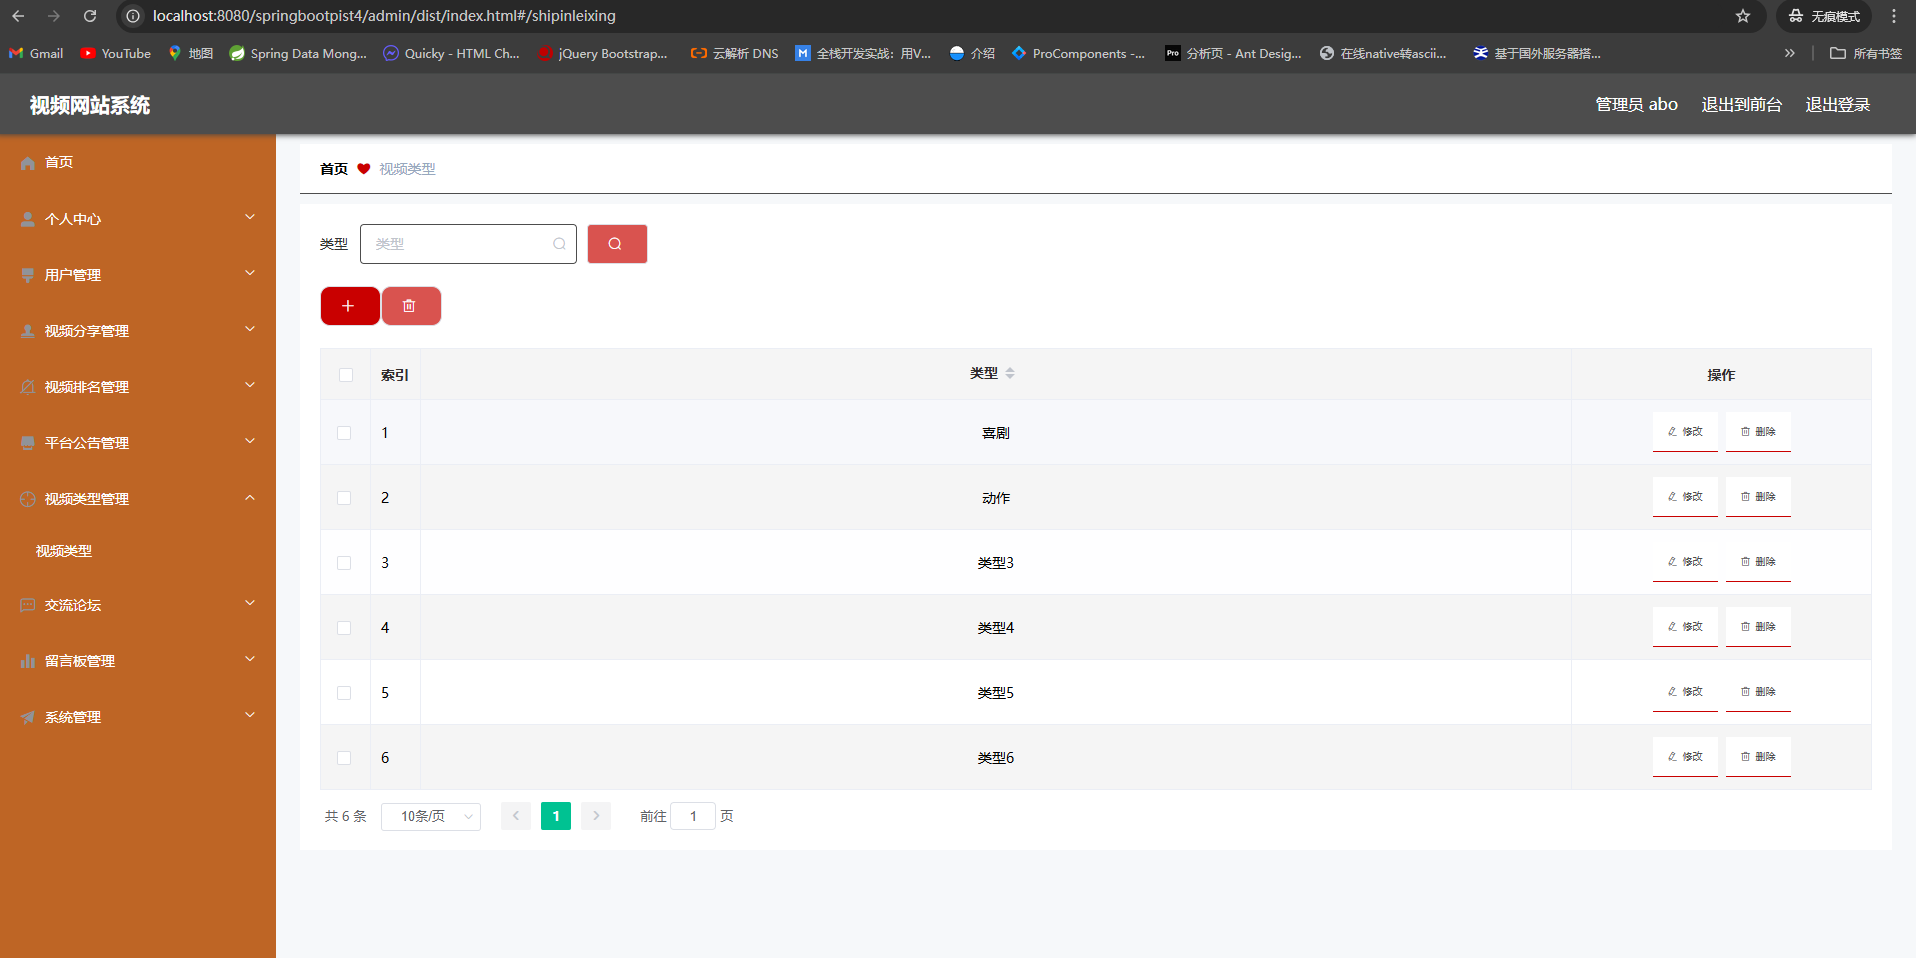 localhost:8080/springbootpist4/admin/dist/index.html#/shipinleixing
无痕模式
Gmail YouTube 地图 Spring Data Mong... Quicky - HTML Ch... jQuery Bootstrap... 云解析 DNS 全栈开发实战：用V... 介绍 ProComponents -... Pro 分析页 - Ant Desig... 在线native转ascii... 基于国外服务器搭... 所有书签
视频网站系统
管理员 abo 退出到前台 退出登录
首页
个人中心
用户管理
视频分享管理
视频排名管理
平台公告管理
视频类型管理
视频类型
交流论坛
留言板管理
系统管理
首页 视频类型
类型 类型
索引 类型 操作
1 喜剧 修改 删除
2 动作 修改 删除
3 类型3 修改 删除
4 类型4 修改 删除
5 类型5 修改 删除
6 类型6 修改 删除
共 6 条 10条/页 1 前往 1 页